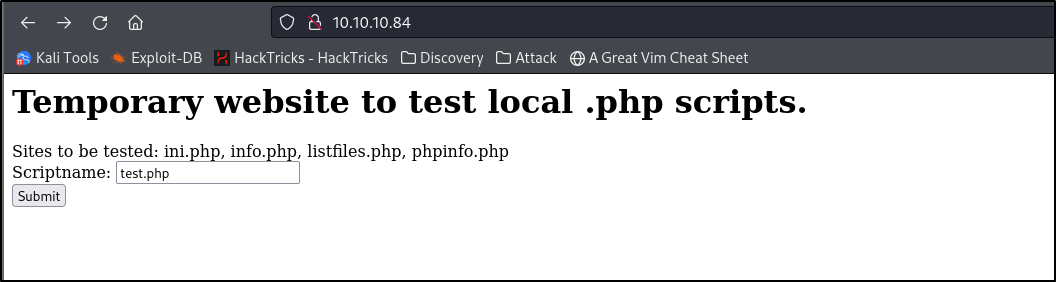 10.10.10.84
Kali Tools Exploit-DB HackTricks - HackTricks Discovery Attack A Great Vim Cheat Sheet
Temporary website to test local .php scripts.
Sites to be tested: ini.php, info.php, listfiles.php, phpinfo.php
Scriptname: test.php
Submit